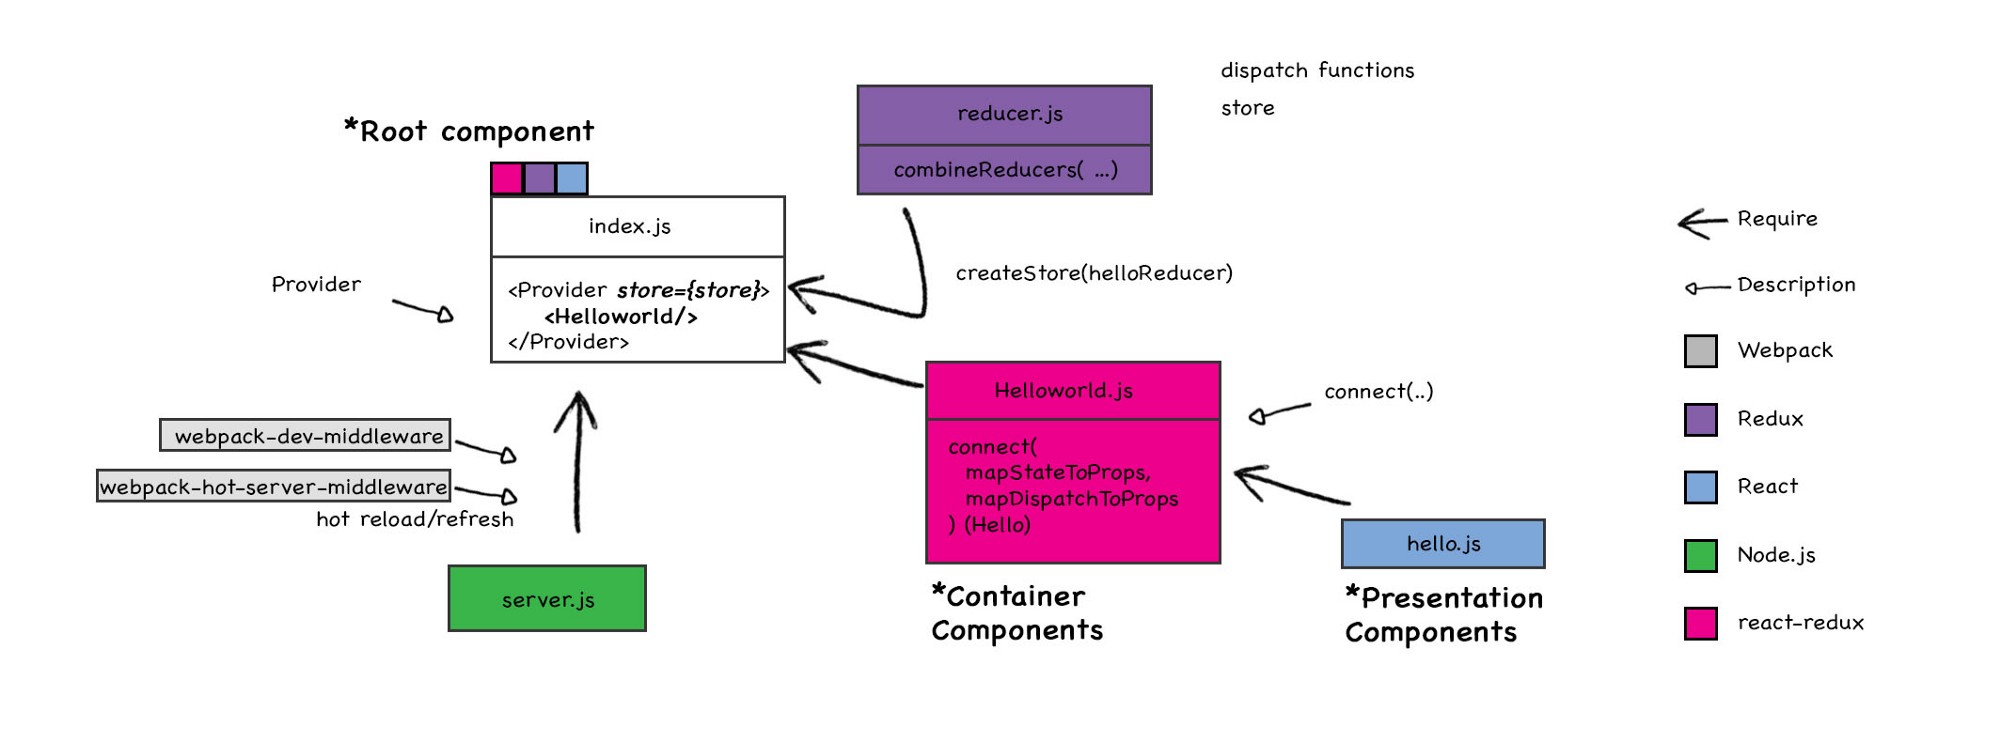 dispatch functions
store
*Root component
reducer.js
combineReducers( ...)
index.js
<Provider store={store}>
<Helloworld/>
</Provider>
Provider
createStore(helloReducer)
webpack-dev-middleware
webpack-hot-server-middleware
hot reload/refresh
server.js
Helloworld.js
connect(
mapStateToProps,
mapDispatchToProps
) (Hello)
*Container
Components
connect(..)
hello.js
*Presentation
Components
Require
Description
Webpack
Redux
React
Node.js
react-redux